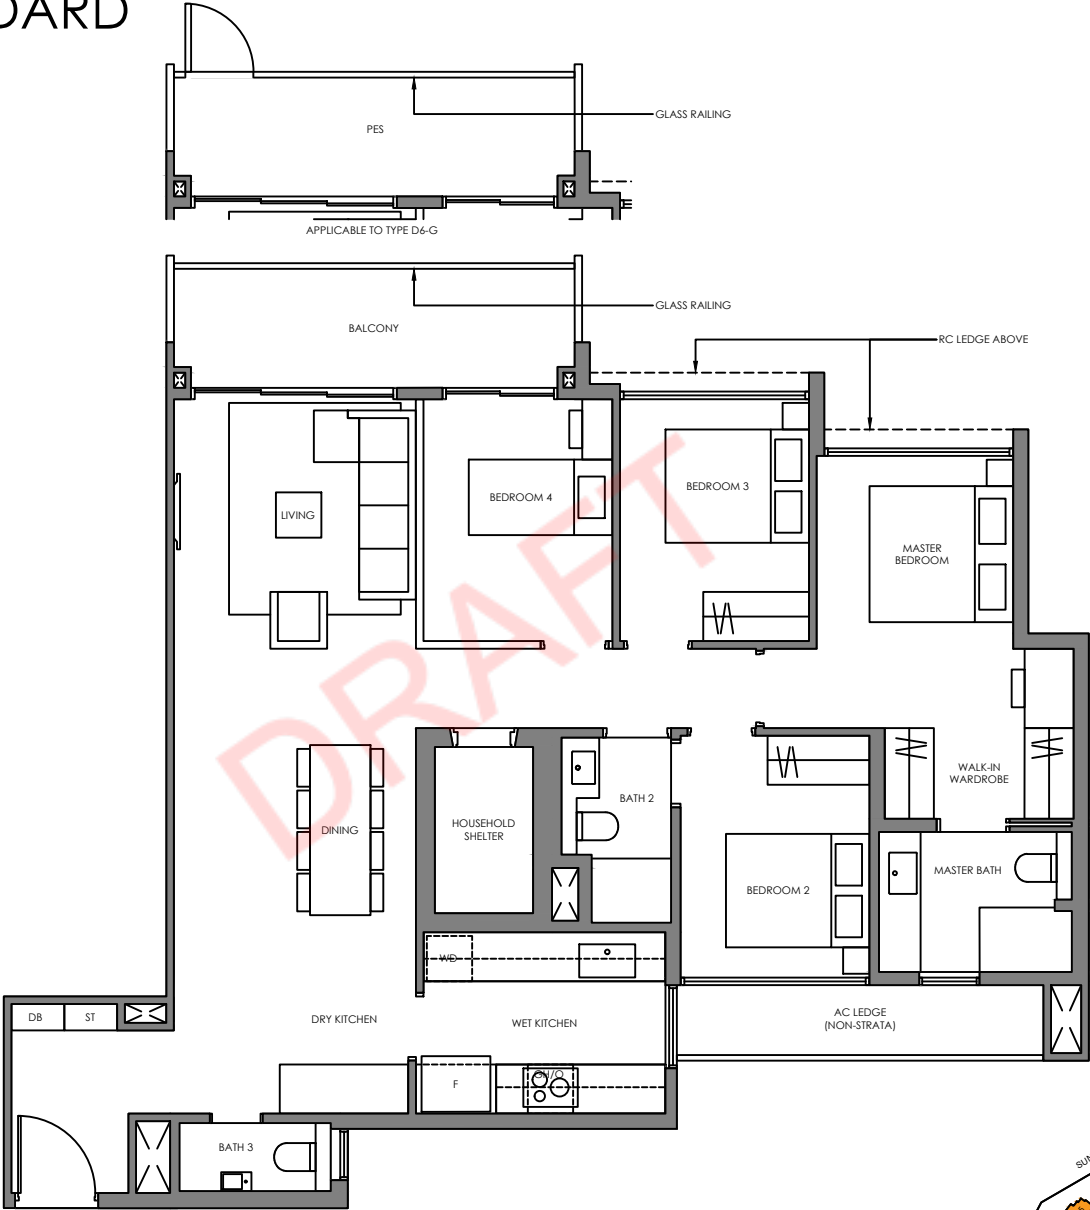 GLASS RAILING
PES
APPLICABLE TO TYPE D6-G
GLASS RAILING
BALCONY
RC LEDGE ABOVE
BEDROOM 3
BEDROOM 4
LIVING
MASTER
BEDROOM
DRAFT
WALK-IN
WARDROBE
BATH 2
HOUSEHOLD
SHELTER
DINING
MASTER BATH
BEDROOM 2
WD
DB
ST
DRY KITCHEN
WET KITCHEN
AC LEDGE
(NON-STRATA)
F
BATH 3